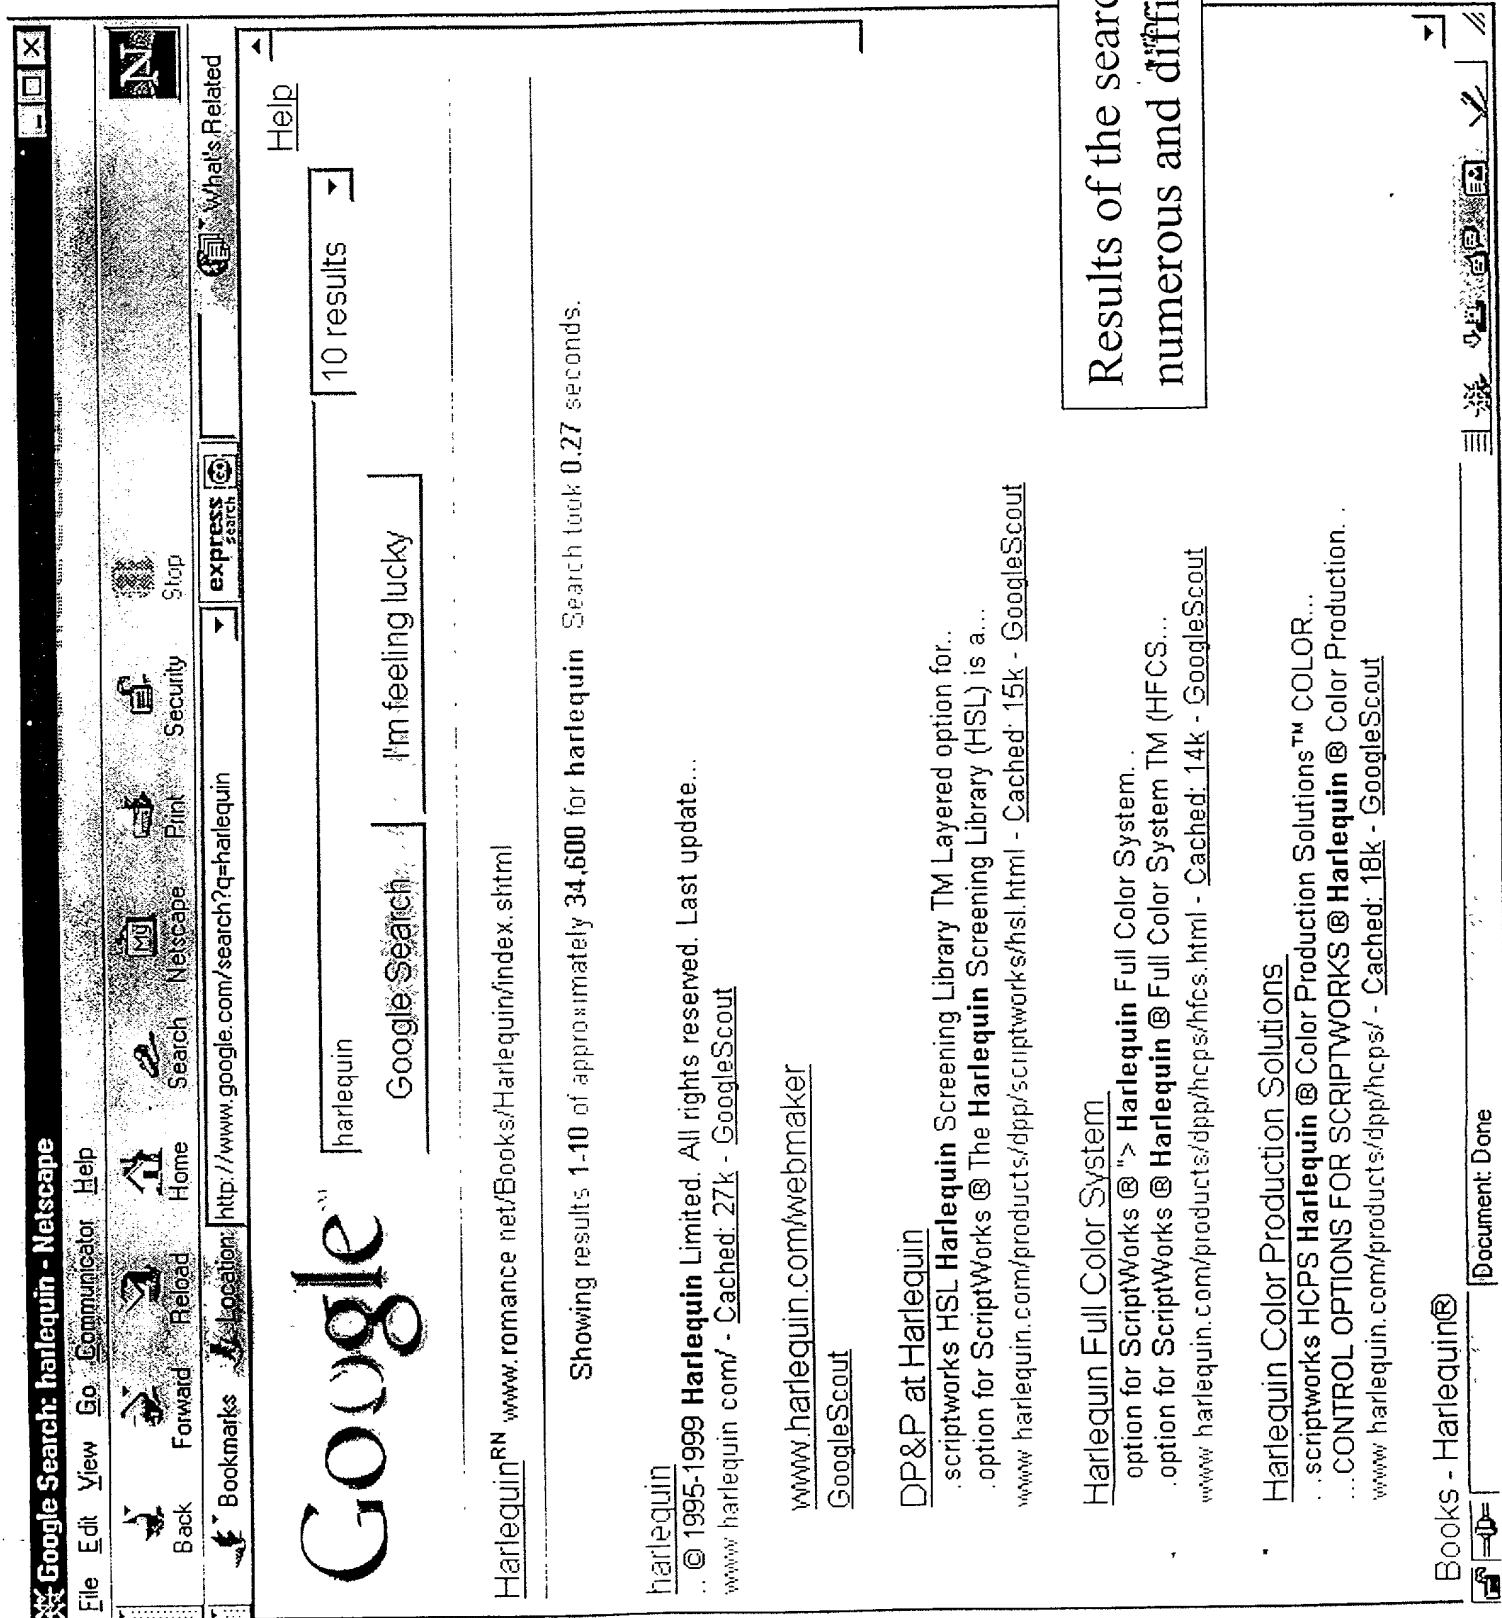 Google Search: harlequin - Netscape
File Edit View Go Communicator Help
Back Forward Reload Home Search Netscape Print Security Stop
Bookmarks Location: http://www.google.com/search?q=harlequin express search What's Related
Help
Google
harlequin 10 results
Google Search I'm feeling lucky
Harlequin RN www.romance net/Books/Harlequin/index.shtml
Showing results 1-10 of approximately 34,600 for harlequin Search took 0.27 seconds.
harlequin
.. © 1995-1999 Harlequin Limited. All rights reserved. Last update...
www harlequin com/ - Cached: 27k - GoogleScout
www.harlequin.com/webmaker
GoogleScout
DP&P at Harlequin
.scriptworks HSL Harlequin Screening Library TM Layered option for..
.option for ScriptWorks ® The Harlequin Screening Library (HSL) is a...
www harlequin.com/products/dpp/scriptworks/hsl.html - Cached: 15k - GoogleScout
Harlequin Full Color System
option for ScriptWorks ® "> Harlequin Full Color System..
.option for ScriptWorks ® Harlequin ® Full Color System TM (HFCS...
www harlequin.com/products/dpp/hcps/hfcs.html - Cached: 14k - GoogleScout
Harlequin Color Production Solutions
...scriptworks HCPS Harlequin ® Color Production Solutions™ COLOR...
...CONTROL OPTIONS FOR SCRIPTWORKS ® Harlequin ® Color Production...
www harlequin.com/products/dpp/hcps/ - Cached: 18k - GoogleScout
Books - Harlequin®
Document: Done
Results of the sear
numerous and diffi